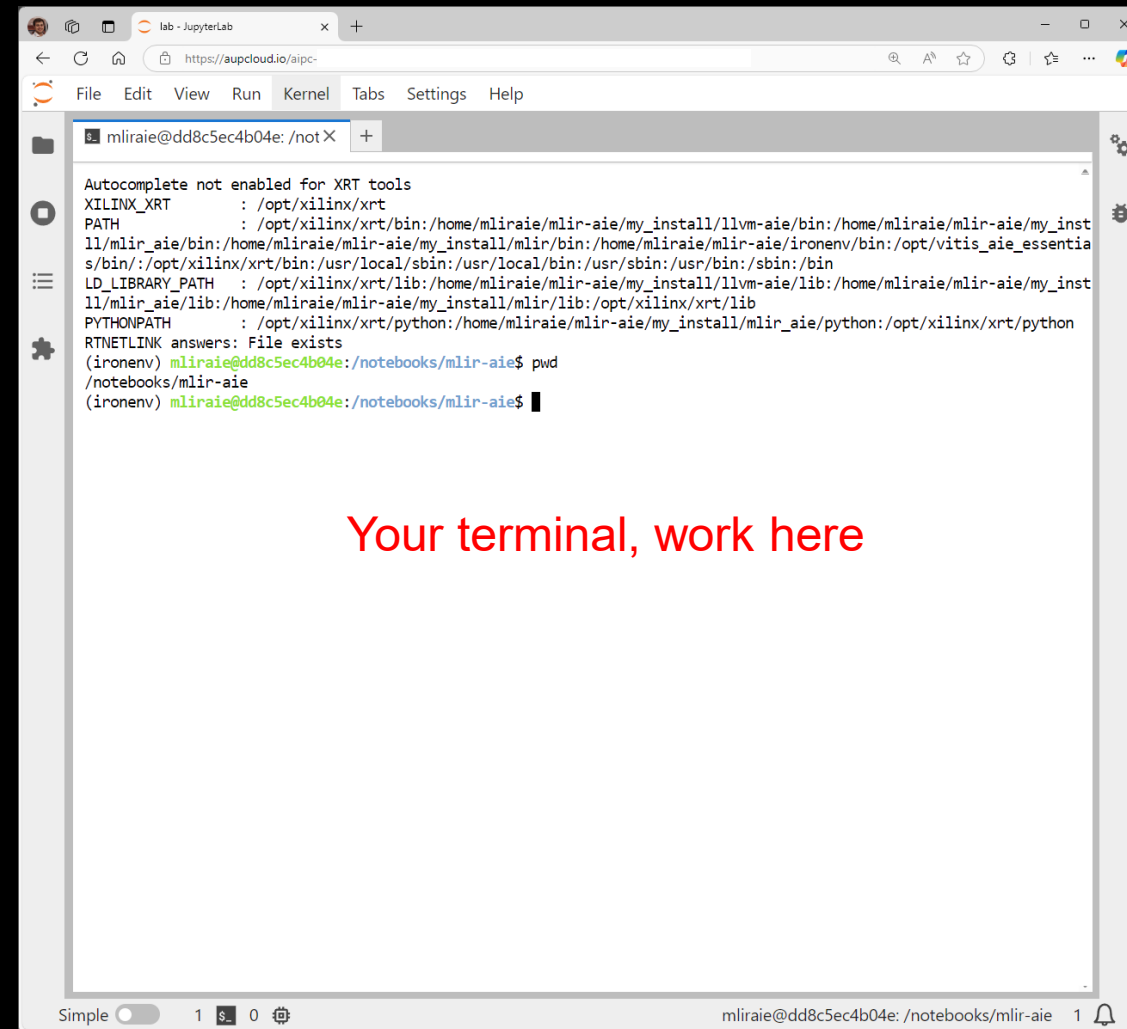 lab - JupyterLab
https://aupcloud.io/aipc-
File Edit View Run Kernel Tabs Settings Help
mliraie@dd8c5ec4b04e: /not
Autocomplete not enabled for XRT tools
XILINX_XRT : /opt/xilinx/xrt
PATH : /opt/xilinx/xrt/bin:/home/mliraie/mlir-aie/my_install/llvm-aie/bin:/home/mliraie/mlir-aie/my_inst
ll/mlir_aie/bin:/home/mliraie/mlir-aie/my_install/mlir/bin:/home/mliraie/mlir-aie/ironenv/bin:/opt/vitis_aie_essentia
s/bin/:/opt/xilinx/xrt/bin:/usr/local/sbin:/usr/local/bin:/usr/sbin:/usr/bin:/sbin:/bin
LD_LIBRARY_PATH : /opt/xilinx/xrt/lib:/home/mliraie/mlir-aie/my_install/llvm-aie/lib:/home/mliraie/mlir-aie/my_inst
ll/mlir_aie/lib:/home/mliraie/mlir-aie/my_install/mlir/lib:/opt/xilinx/xrt/lib
PYTHONPATH : /opt/xilinx/xrt/python:/home/mliraie/mlir-aie/my_install/mlir_aie/python:/opt/xilinx/xrt/python
RTNETLINK answers: File exists
(ironenv) mliraie@dd8c5ec4b04e:/notebooks/mlir-aie$ pwd
/notebooks/mlir-aie
(ironenv) mliraie@dd8c5ec4b04e:/notebooks/mlir-aie$
Your terminal, work here
Simple 1 $_ 0 mliraie@dd8c5ec4b04e: /notebooks/mlir-aie 1